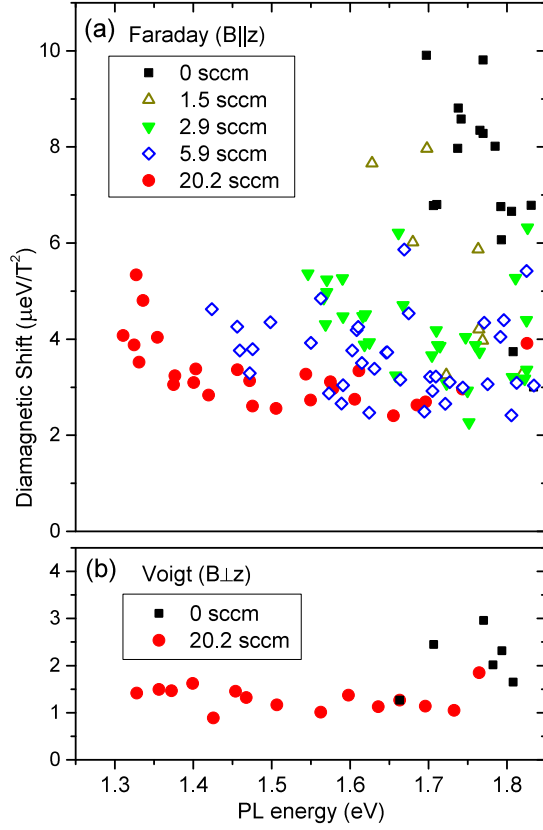 (a) Faraday (B||z)
0 sccm
1.5 sccm
2.9 sccm
5.9 sccm
20.2 sccm
10
8
6
4
2
0
Diamagnetic Shift (μeV/T²)
(b) Voigt (B⊥z)
0 sccm
20.2 sccm
4
3
2
1
0
1.3 1.4 1.5 1.6 1.7 1.8
PL energy (eV)